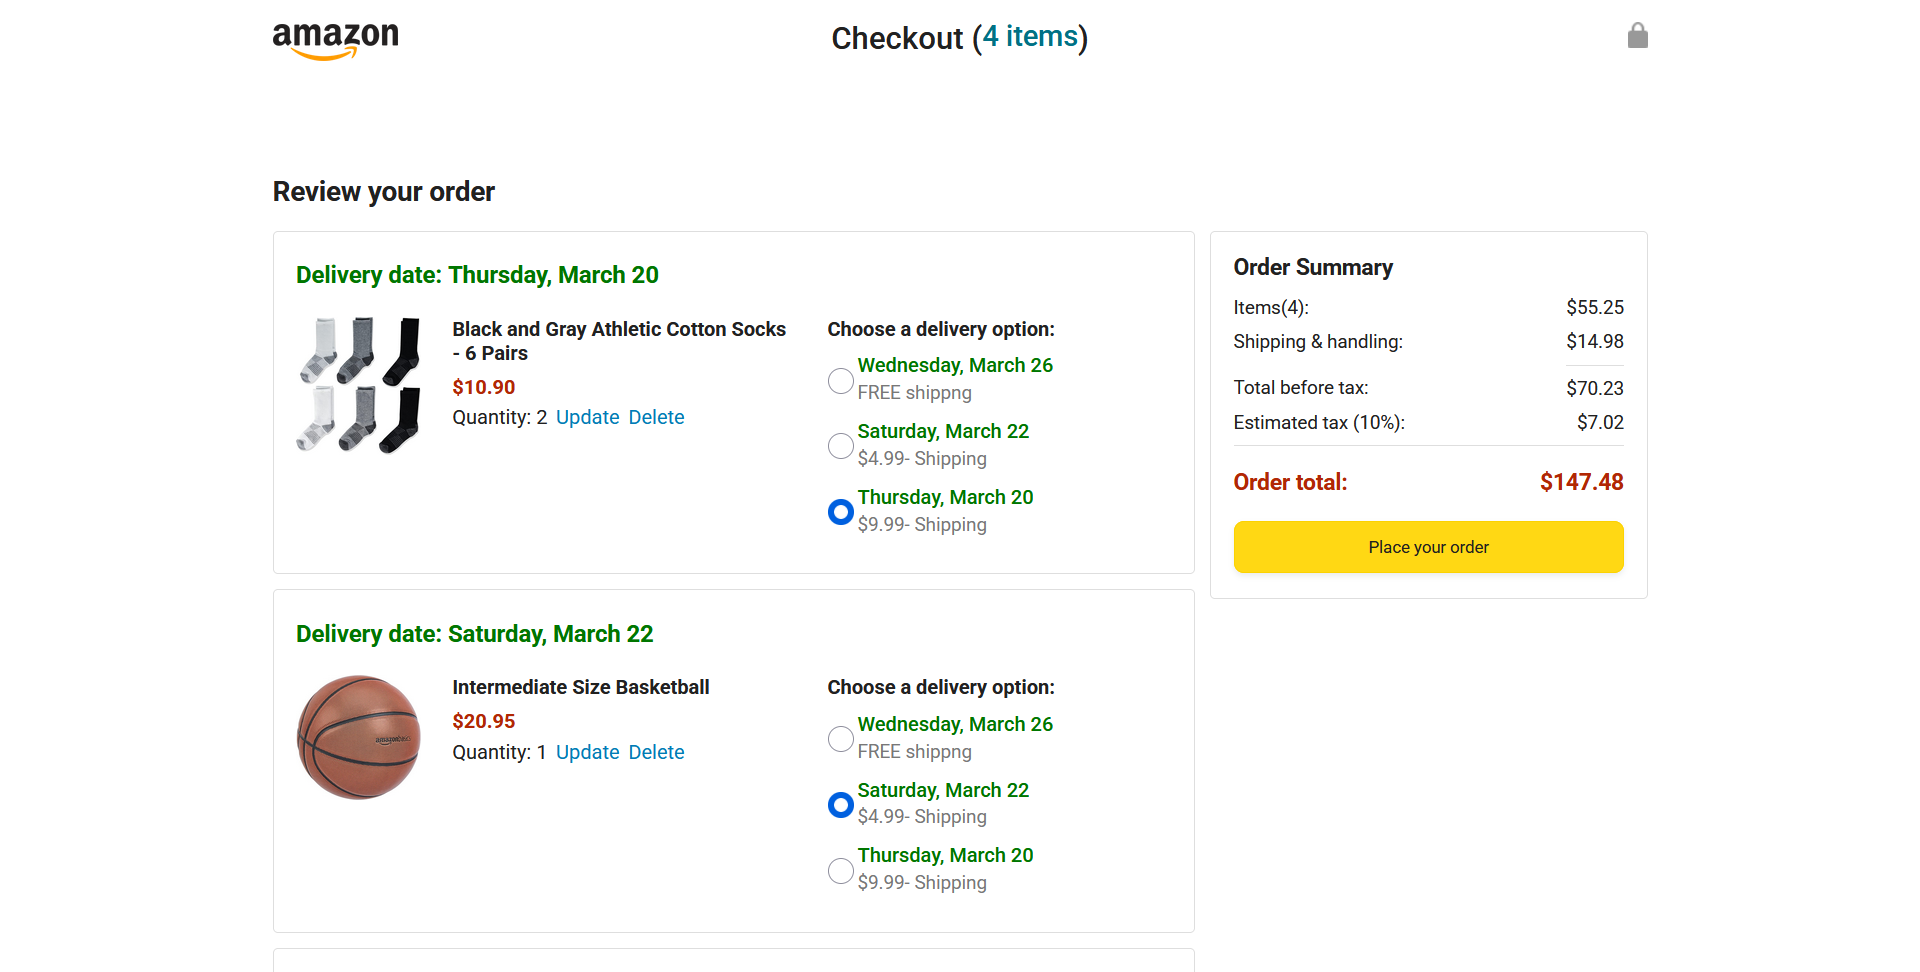 amazon
Checkout (4 items)
Review your order
Delivery date: Thursday, March 20
Black and Gray Athletic Cotton Socks
- 6 Pairs
$10.90
Quantity: 2 Update Delete
Choose a delivery option:
Wednesday, March 26
FREE shippng
Saturday, March 22
$4.99- Shipping
Thursday, March 20
$9.99- Shipping
Delivery date: Saturday, March 22
Intermediate Size Basketball
$20.95
Quantity: 1 Update Delete
Choose a delivery option:
Wednesday, March 26
FREE shippng
Saturday, March 22
$4.99- Shipping
Thursday, March 20
$9.99- Shipping
Order Summary
Items(4): $55.25
Shipping & handling: $14.98
Total before tax: $70.23
Estimated tax (10%): $7.02
Order total: $147.48
Place your order